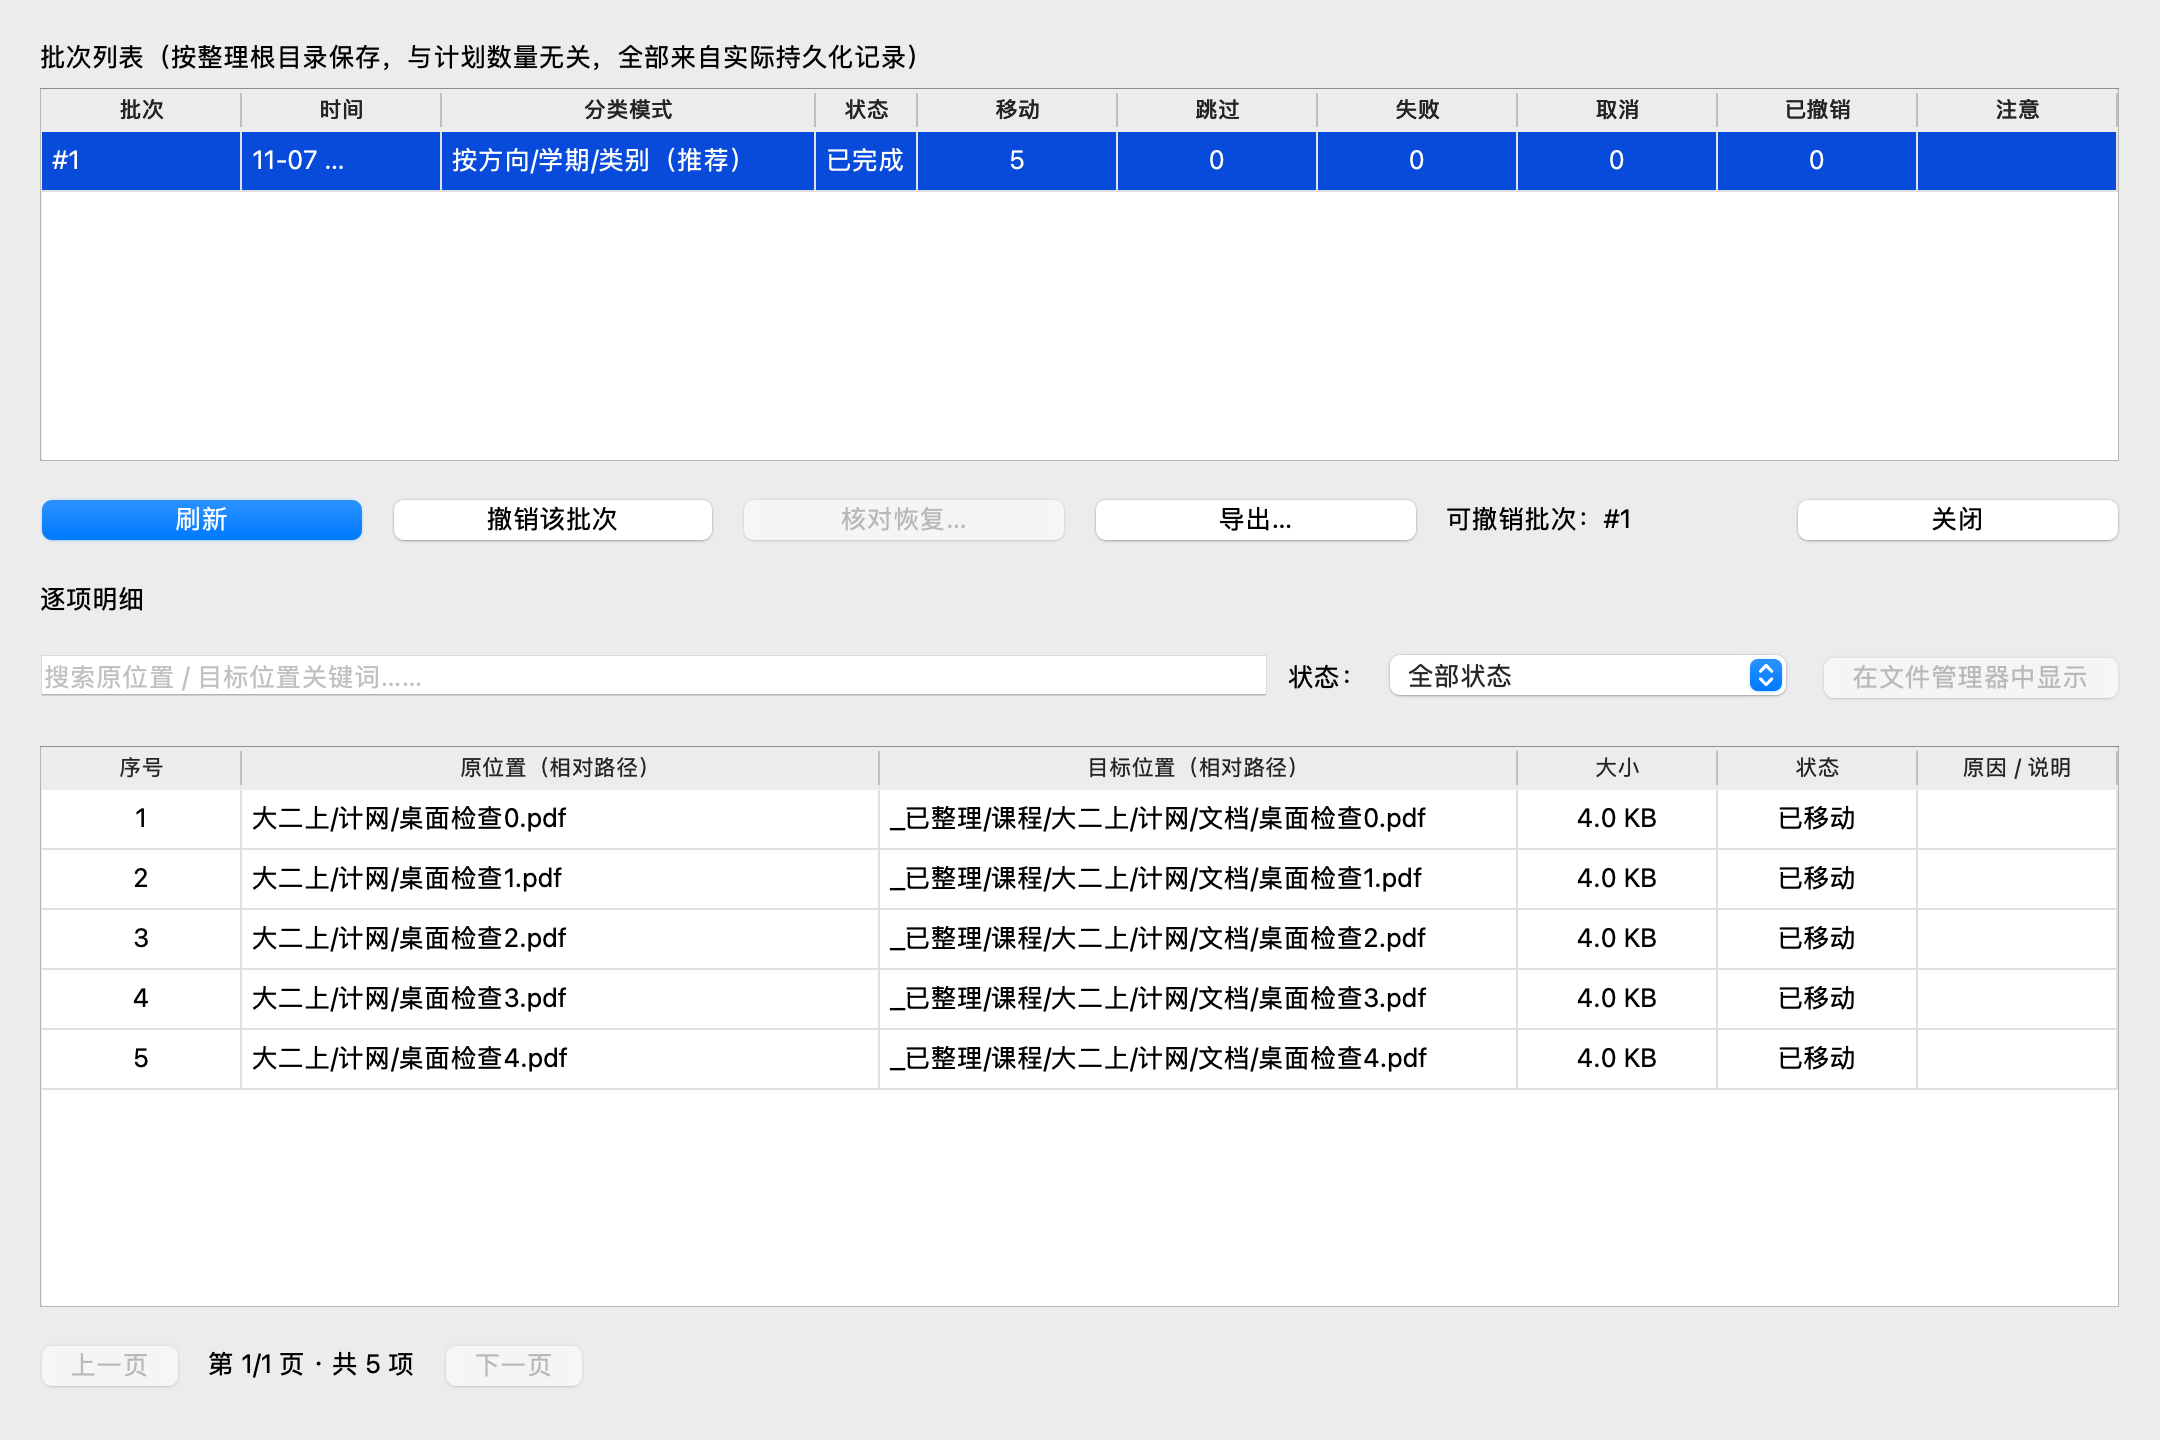 批次列表（按整理根目录保存，与计划数量无关，全部来自实际持久化记录）
批次 时间 分类模式 状态 移动 跳过 失败 取消 已撤销 注意
#1 11-07 ... 按方向/学期/类别（推荐） 已完成 5 0 0 0 0
刷新 撤销该批次 核对恢复... 导出... 可撤销批次：#1 关闭
逐项明细
搜索原位置 / 目标位置关键词…… 状态： 全部状态 在文件管理器中显示
序号 原位置（相对路径） 目标位置（相对路径） 大小 状态 原因 / 说明
1 大二上/计网/桌面检查0.pdf _已整理/课程/大二上/计网/文档/桌面检查0.pdf 4.0 KB 已移动
2 大二上/计网/桌面检查1.pdf _已整理/课程/大二上/计网/文档/桌面检查1.pdf 4.0 KB 已移动
3 大二上/计网/桌面检查2.pdf _已整理/课程/大二上/计网/文档/桌面检查2.pdf 4.0 KB 已移动
4 大二上/计网/桌面检查3.pdf _已整理/课程/大二上/计网/文档/桌面检查3.pdf 4.0 KB 已移动
5 大二上/计网/桌面检查4.pdf _已整理/课程/大二上/计网/文档/桌面检查4.pdf 4.0 KB 已移动
上一页 第 1/1 页 · 共 5 项 下一页